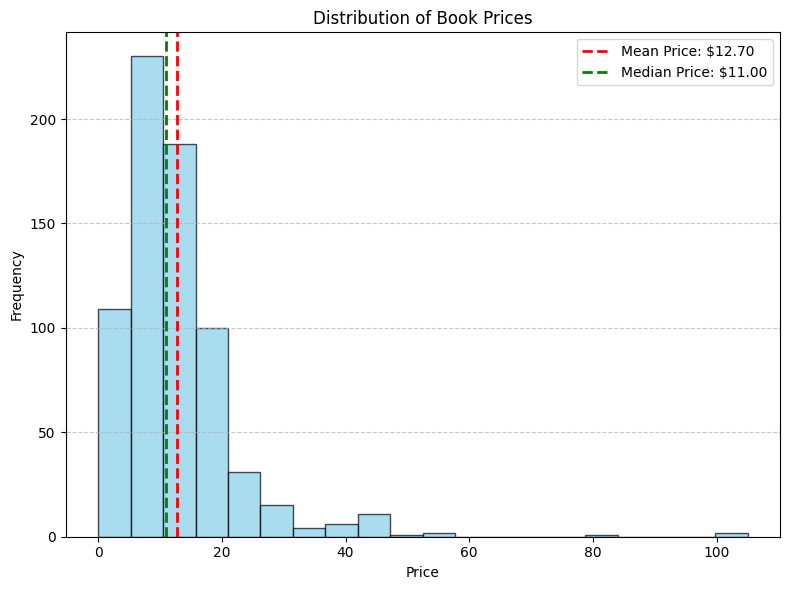 Distribution of Book Prices
Mean Price: $12.70
Median Price: $11.00
Frequency
200
150
100
50
0
0 20 40 60 80 100
Price